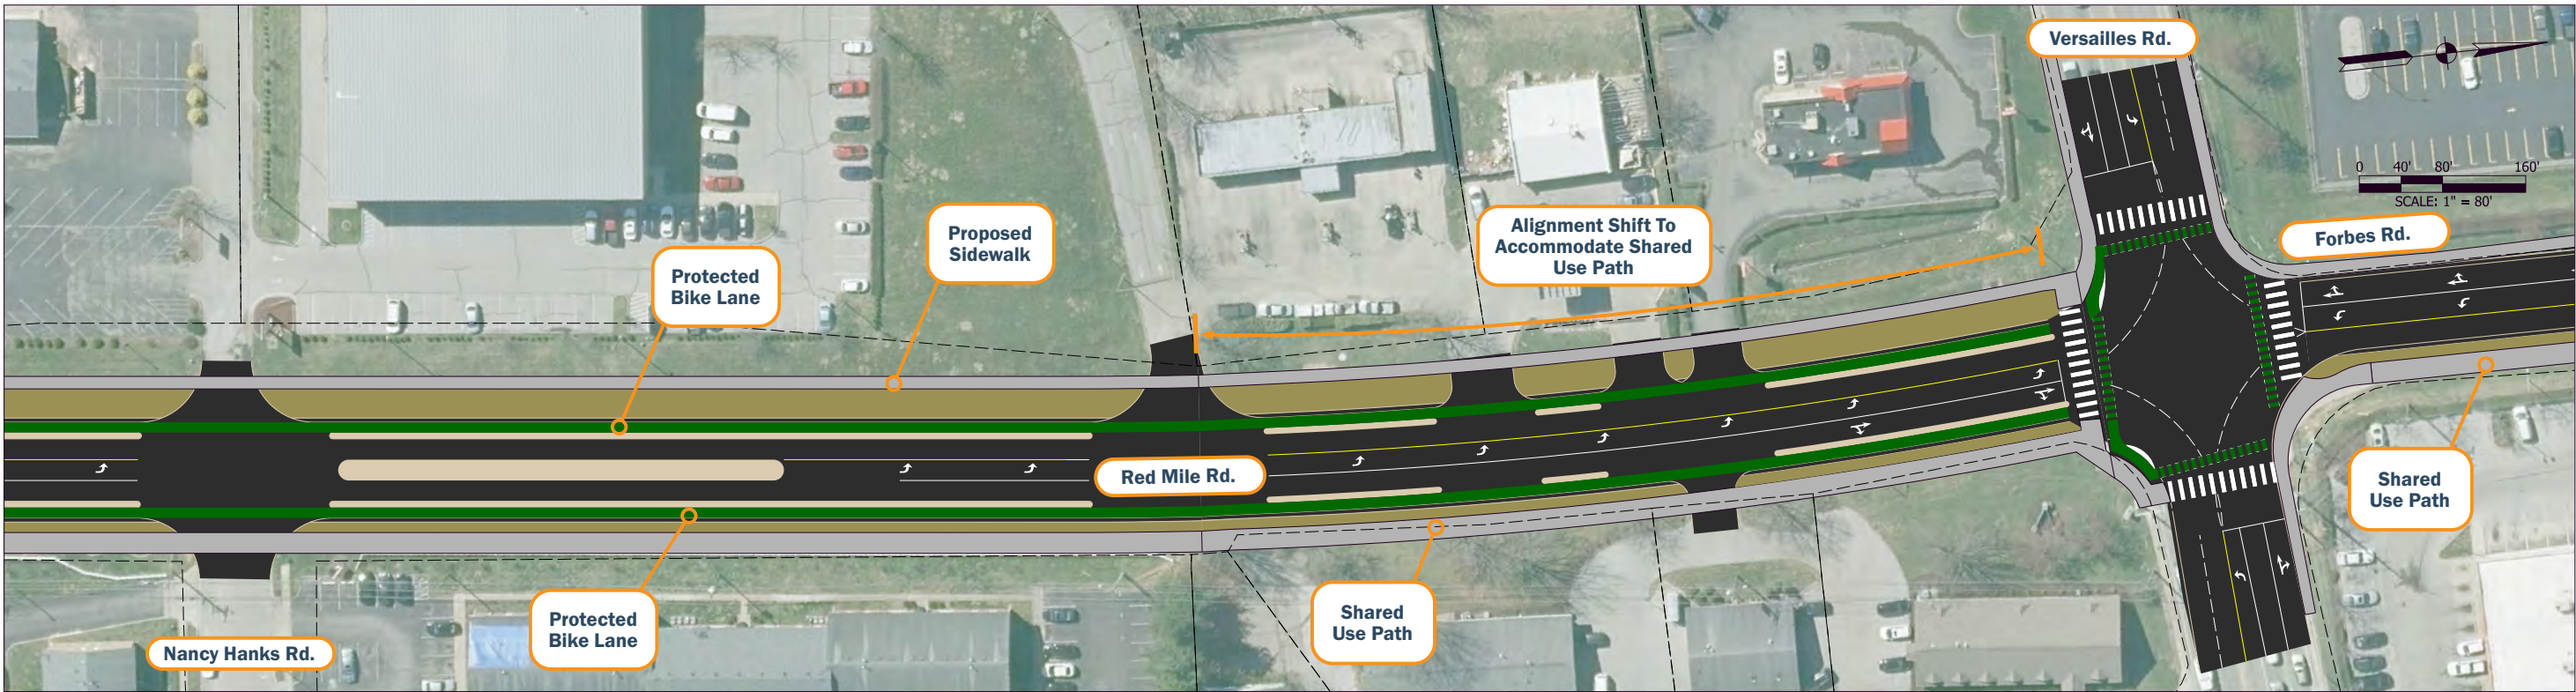 Versailles Rd.
0 40' 80' 160'
SCALE: 1" = 80'
Forbes Rd.
Proposed
Sidewalk
Alignment Shift To
Accommodate Shared
Use Path
Protected
Bike Lane
Red Mile Rd.
Shared
Use Path
Protected
Bike Lane
Shared
Use Path
Nancy Hanks Rd.